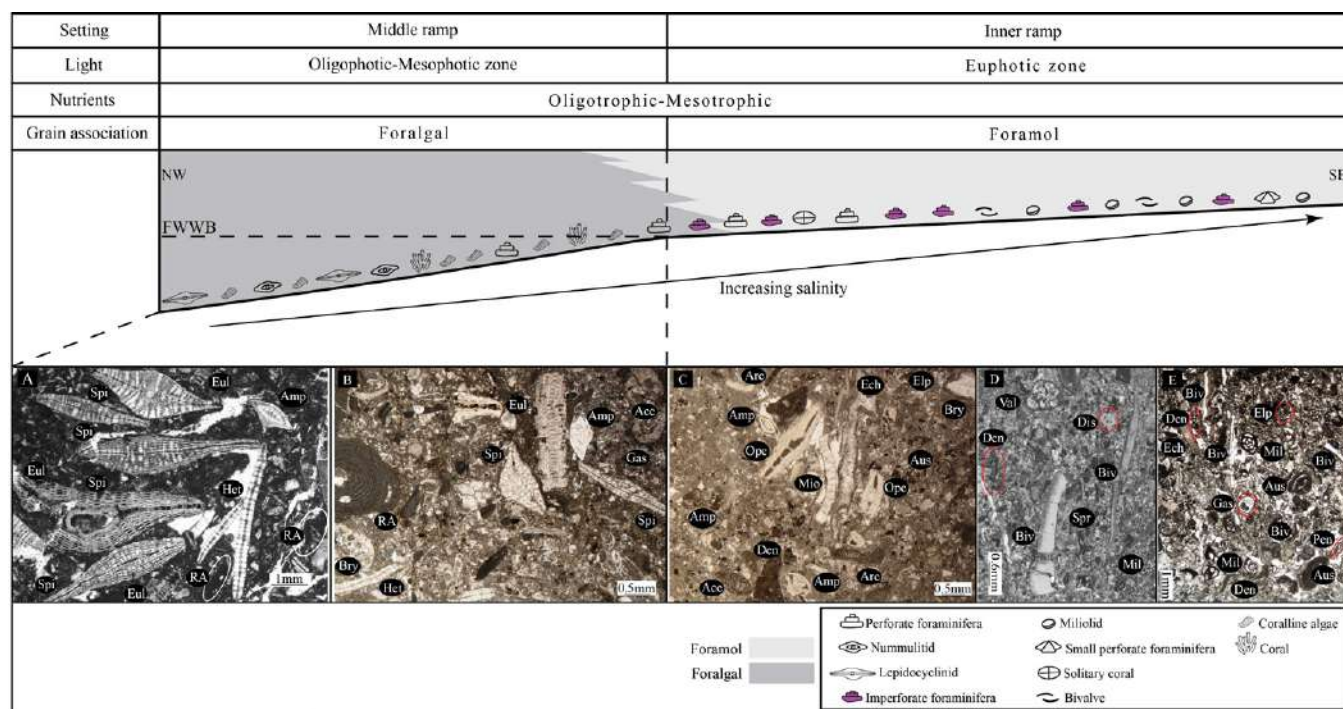 Setting
Middle ramp
Inner ramp
Light
Oligophotic-Mesophotic zone
Euphotic zone
Nutrients
Oligotrophic-Mesotrophic
Grain association
Foralgal
Foramol
NW
SE
FWWB
Increasing salinity
A
Spi
Eul
Amp
Spi
Eul
Spi
Het
RA
Spi
Eul
RA
1mm
B
Eul
Amp
Acc
Spi
Gas
RA
Spi
Bry
Het
0.5mm
C
Arc
Ech
Elp
Amp
Bry
Ope
Aus
Mio
Ope
Amp
Den
Acc
Amp
Arc
0.5mm
D
Val
Dis
Den
Biv
Spr
Biv
Mil
0.6mm
E
Biv
Den
Elp
Ech
Biv
Mil
Biv
Aus
Gas
Biv
Pen
Mil
Aus
Den
1mm
Foramol
Foralgal
Perforate foraminifera
Miliolid
Coralline algae
Nummulitid
Small perforate foraminifera
Coral
Lepidocyclinid
Solitary coral
Imperforate foraminifera
Bivalve